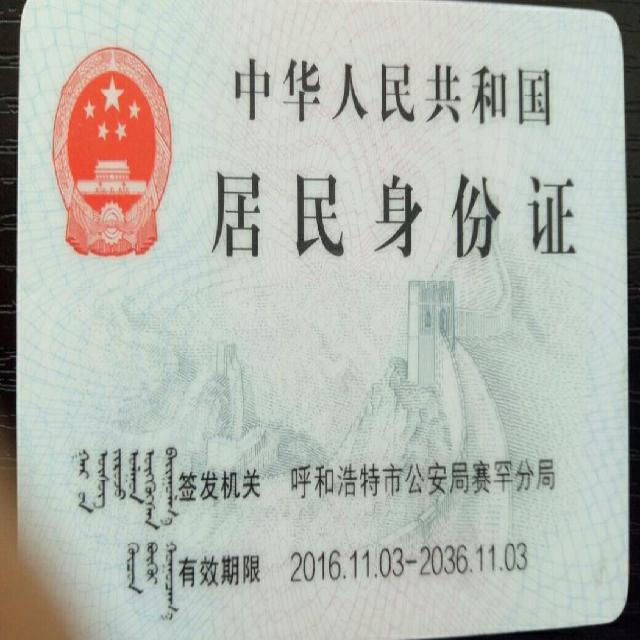 中华人民共和国
居民身份证
签发机关 呼和浩特市公安局赛罕分局
有效期限 2016.11.03-2036.11.03